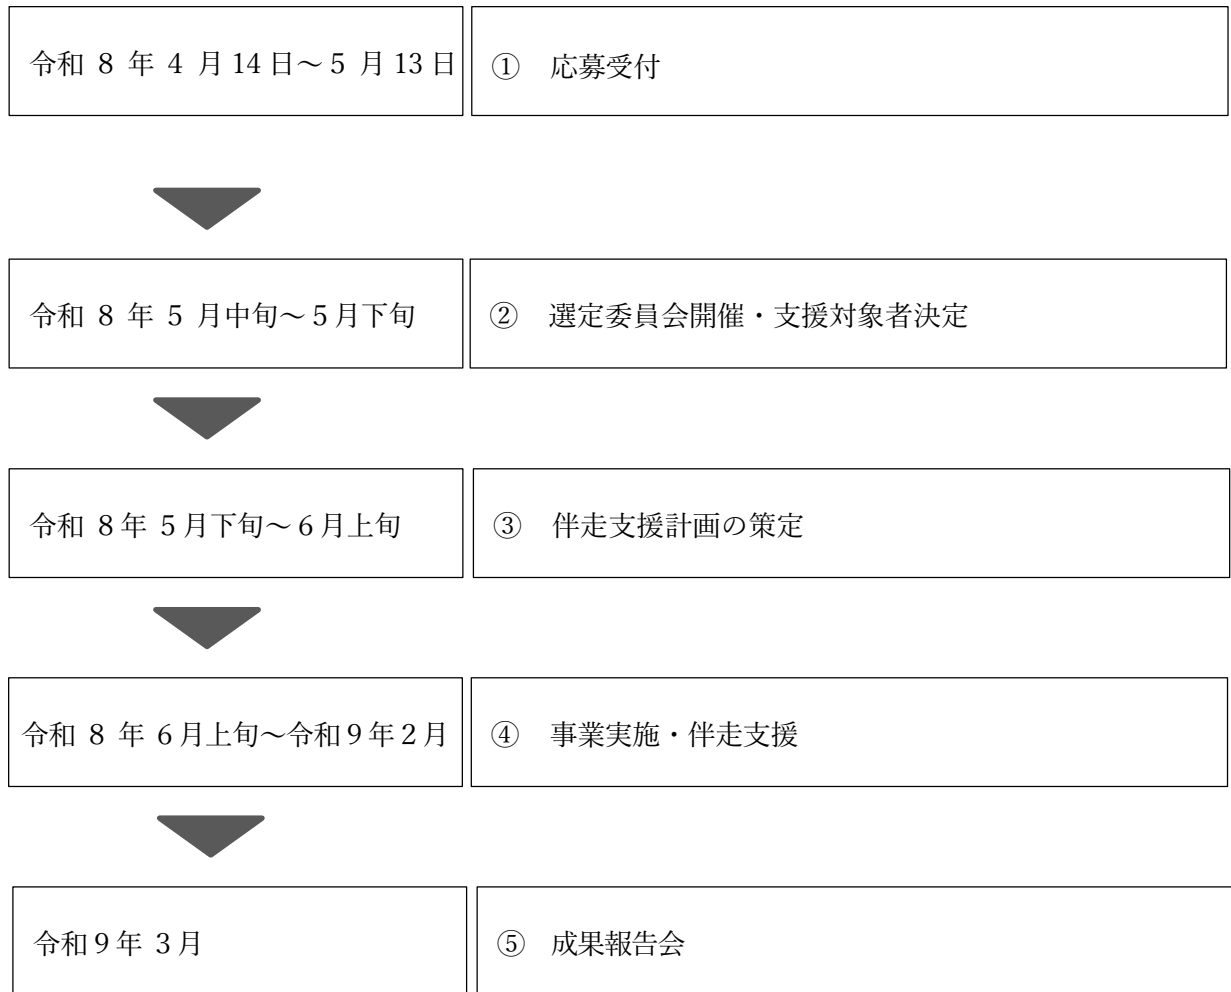 令和 8 年 4 月 14 日～5 月 13 日
① 応募受付
令和 8 年 5 月中旬～5月下旬
② 選定委員会開催・支援対象者決定
令和 8年 5月下旬～6月上旬
③ 伴走支援計画の策定
令和 8 年 6月上旬～令和9年2月
④ 事業実施・伴走支援
令和9年 3月
⑤ 成果報告会